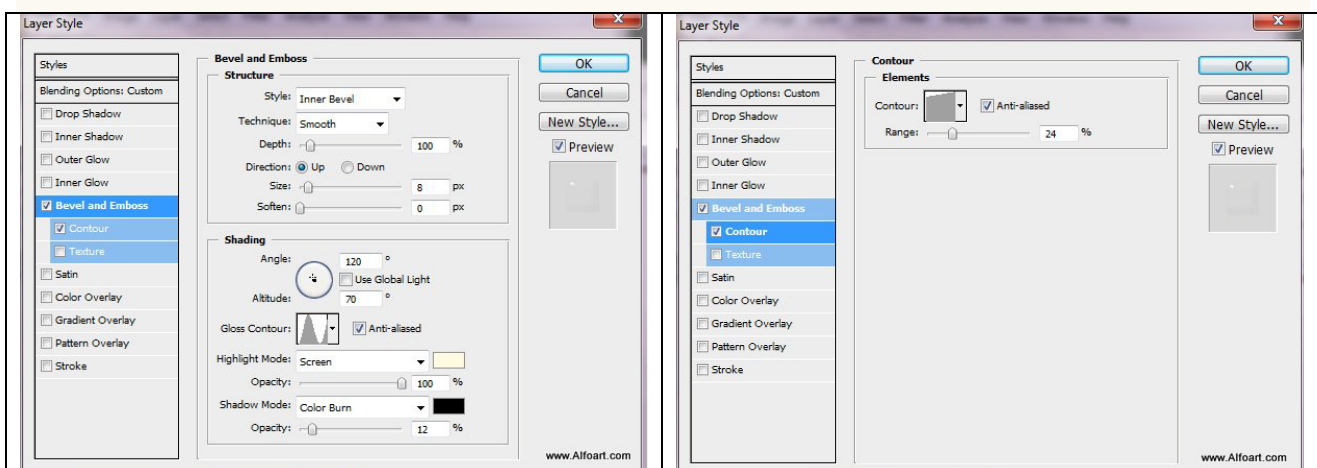 Layer Style
Styles
Blending Options: Custom
Drop Shadow
Inner Shadow
Outer Glow
Inner Glow
Bevel and Emboss
Contour
Texture
Satin
Color Overlay
Gradient Overlay
Pattern Overlay
Stroke
Bevel and Emboss
Structure
Style: Inner Bevel
Technique: Smooth
Depth: 100 %
Direction: Up Down
Size: 8 px
Soften: 0 px
Shading
Angle: 120 °
Use Global Light
Altitude: 70 °
Gloss Contour: Anti-aliased
Highlight Mode: Screen
Opacity: 100 %
Shadow Mode: Color Burn
Opacity: 12 %
OK
Cancel
New Style...
Preview
www.Alfoart.com
Layer Style
Styles
Blending Options: Custom
Drop Shadow
Inner Shadow
Outer Glow
Inner Glow
Bevel and Emboss
Contour
Texture
Satin
Color Overlay
Gradient Overlay
Pattern Overlay
Stroke
Contour
Elements
Contour: Anti-aliased
Range: 24 %
OK
Cancel
New Style...
Preview
www.Alfoart.com